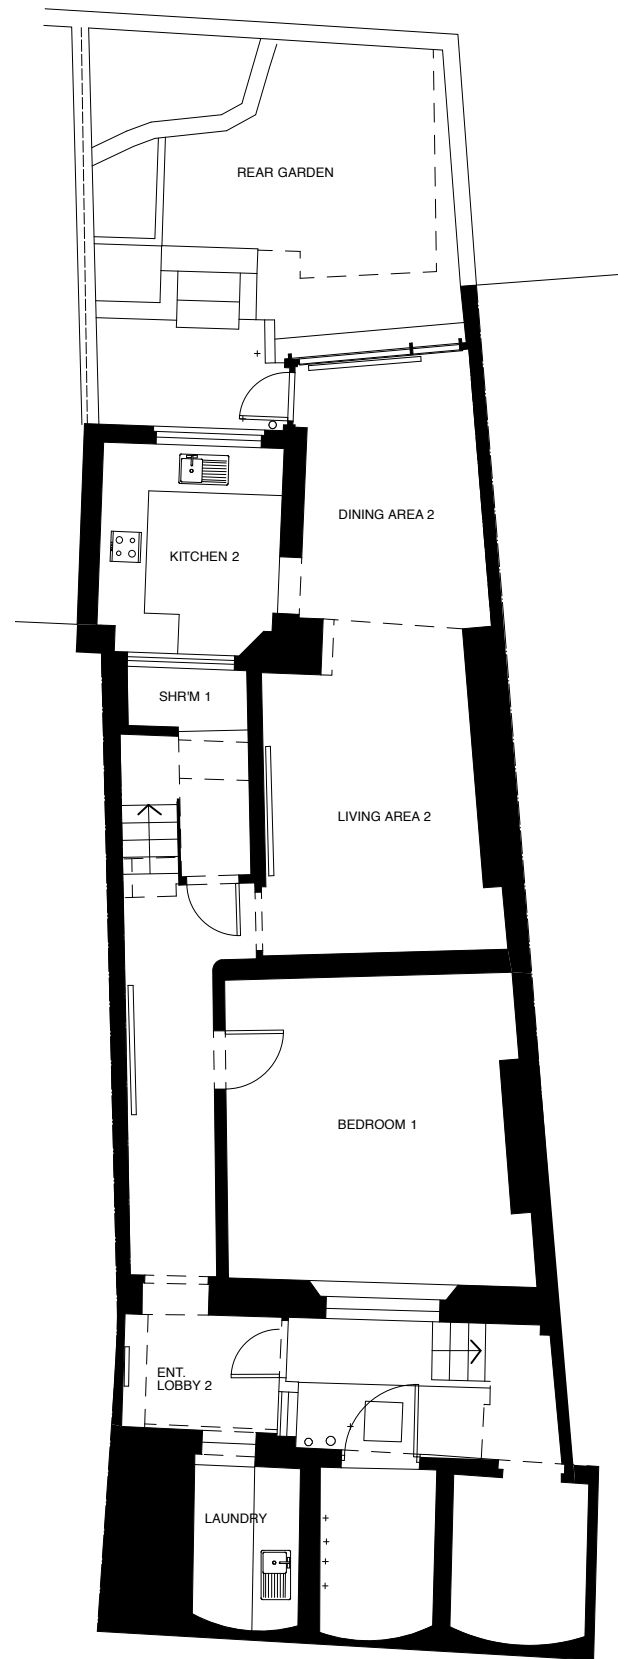 REAR GARDEN
DINING AREA 2
KITCHEN 2
SHR'M 1
LIVING AREA 2
BEDROOM 1
ENT.
LOBBY 2
LAUNDRY